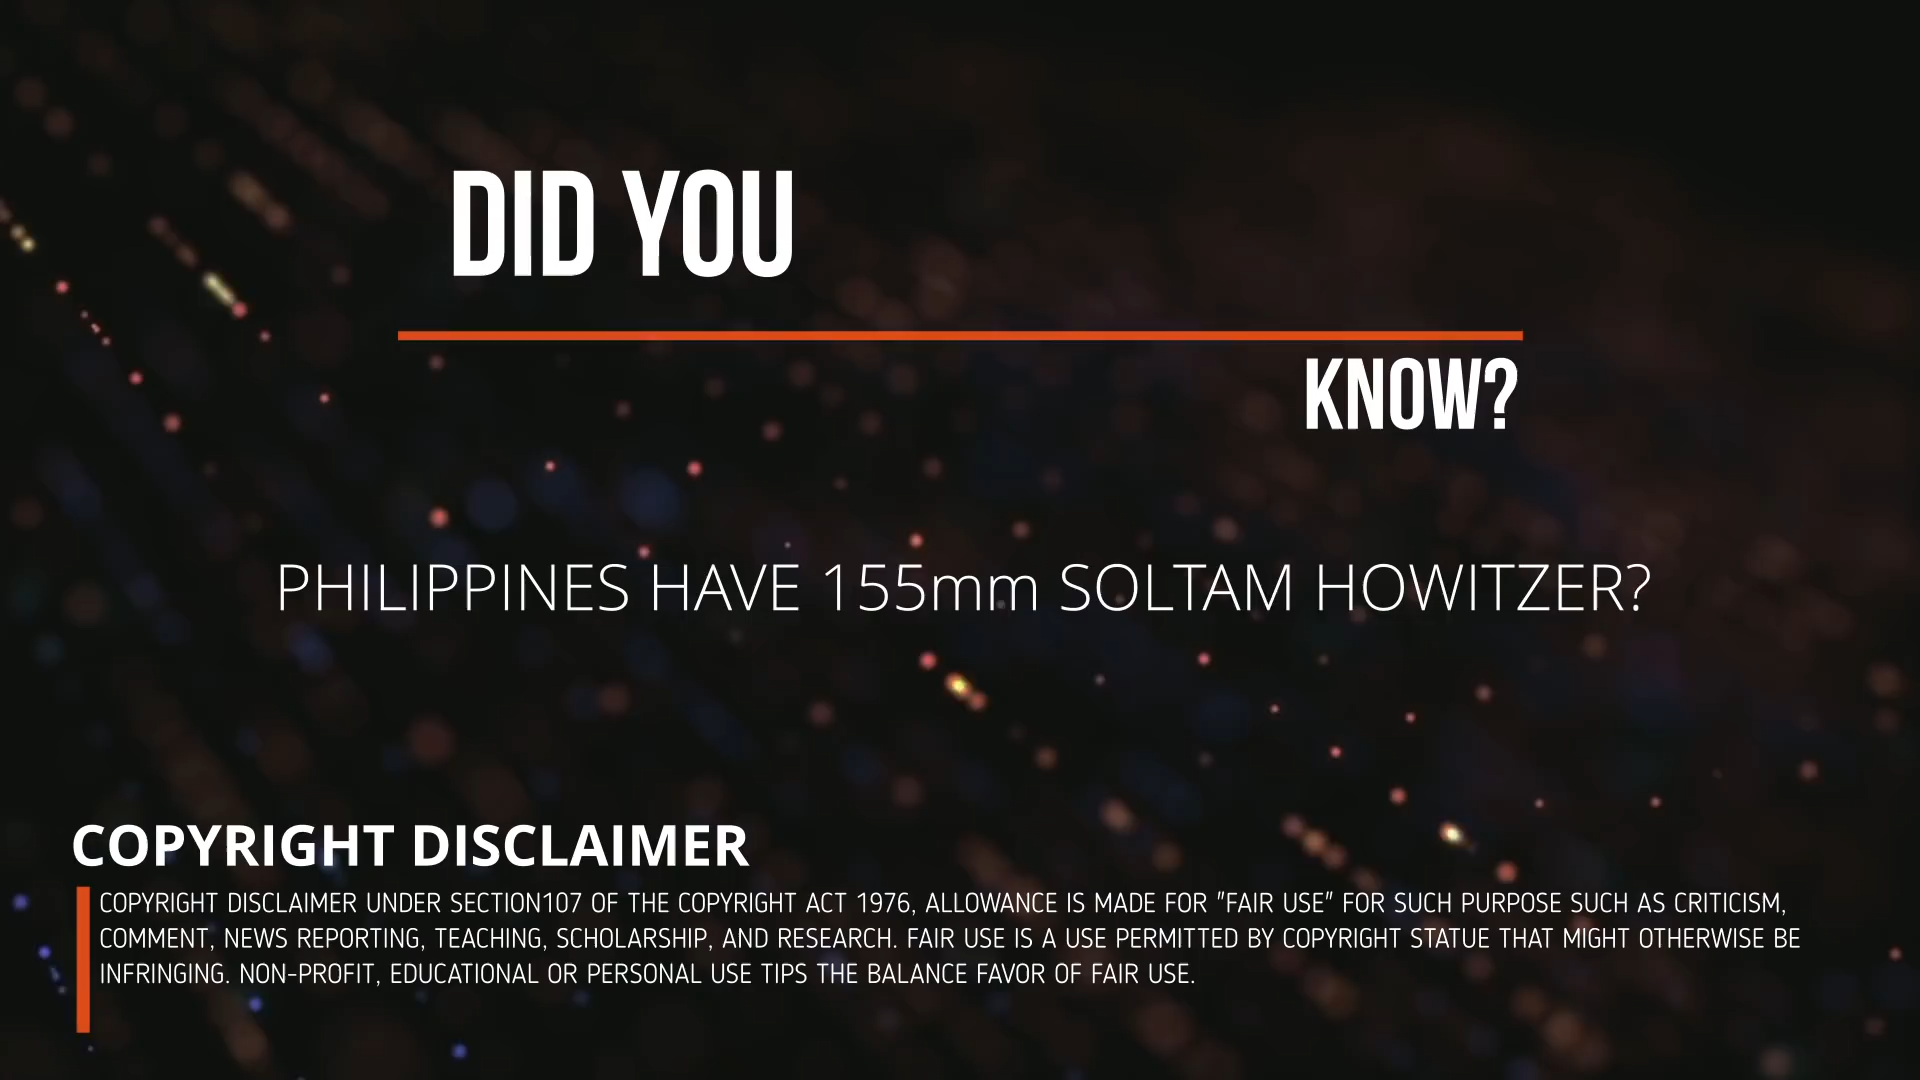 DID YOU
KNOW?
PHILIPPINES HAVE 155mm SOLTAM HOWITZER?
COPYRIGHT DISCLAIMER
COPYRIGHT DISCLAIMER UNDER SECTION107 OF THE COPYRIGHT ACT 1976, ALLOWANCE IS MADE FOR "FAIR USE" FOR SUCH PURPOSE SUCH AS CRITICISM,
COMMENT, NEWS REPORTING, TEACHING, SCHOLARSHIP, AND RESEARCH. FAIR USE IS A USE PERMITTED BY COPYRIGHT STATUE THAT MIGHT OTHERWISE BE
INFRINGING. NON-PROFIT, EDUCATIONAL OR PERSONAL USE TIPS THE BALANCE FAVOR OF FAIR USE.